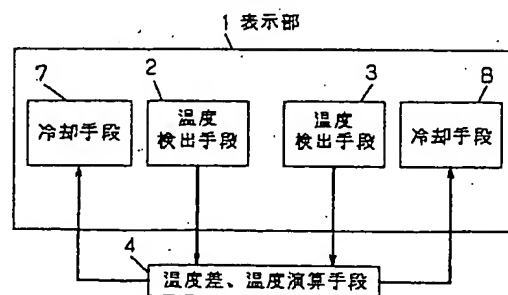 1 表示部
7
2
3
8
冷却手段
温度
検出手段
温度
検出手段
冷却手段
4
温度差、温度演算手段